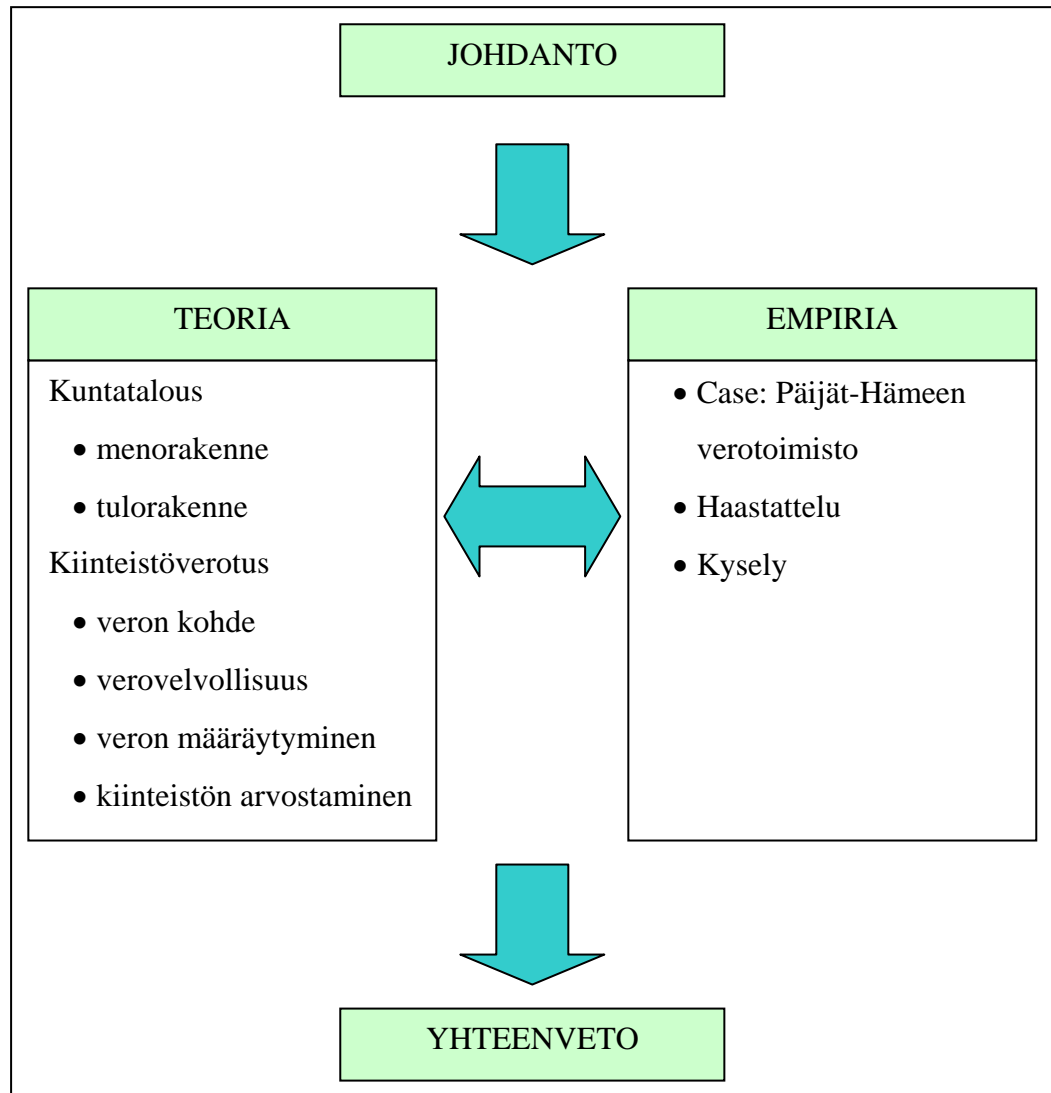 JOHDANTO
TEORIA
Kuntatalous
• menorakenne
• tulorakenne
Kiinteistöverotus
• veron kohde
• verovelvollisuus
• veron määräytyminen
• kiinteistön arvostaminen
EMPIRIA
• Case: Päijät-Hämeen
verotoimisto
• Haastattelu
• Kysely
YHTEENVETO